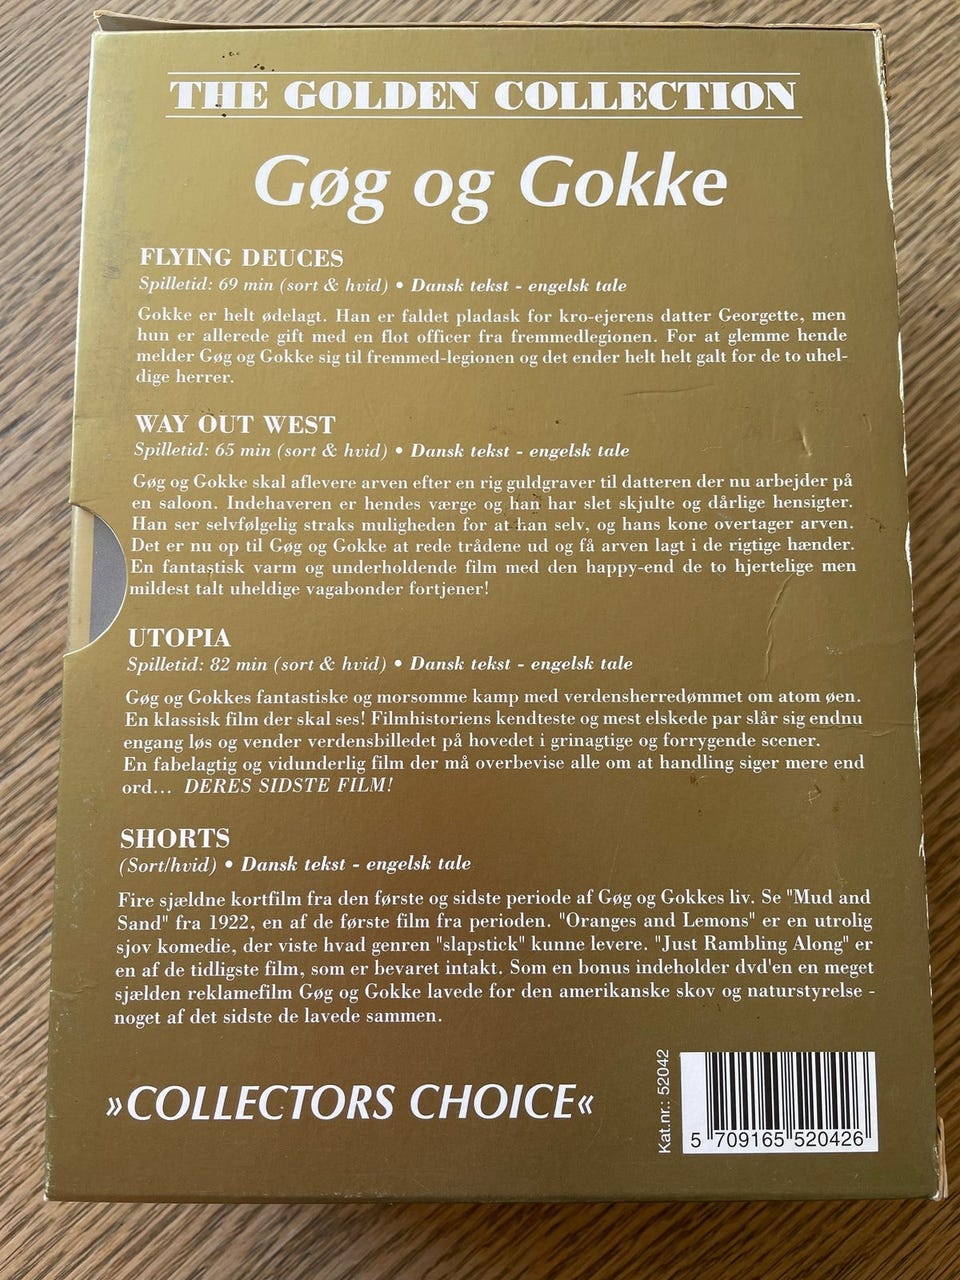 THE GOLDEN COLLECTION
Gøg og Gokke
FLYING DEUCES
Spilletid: 69 min (sort & hvid) • Dansk tekst - engelsk tale
Gokke er helt ødelagt. Han er faldet pladask for kro-ejerens datter Georgette, men
hun er allerede gift med en flot officer fra fremmedlegionen. For at glemme hende
melder Gøg og Gokke sig til fremmed-legionen og det ender helt helt galt for de to uhel-
dige herrer.
WAY OUT WEST
Spilletid: 65 min (sort & hvid) • Dansk tekst - engelsk tale
Gøg og Gokke skal aflevere arven efter en rig guldgraver til datteren der nu arbejder på
en saloon. Indehaveren er hendes værge og han har slet skjulte og dårlige hensigter.
Han ser selvfølgelig straks muligheden for at han selv, og hans kone overtager arven.
Det er nu op til Gøg og Gokke at rede trådene ud og få arven lagt i de rigtige hænder.
En fantastisk varm og underholdende film med den happy-end de to hjertelige men
mildest talt uheldige vagabonder fortjener!
UTOPIA
Spilletid: 82 min (sort & hvid) • Dansk tekst - engelsk tale
Gøg og Gokkes fantastiske og morsomme kamp med verdensherredømmet om atom øen.
En klassisk film der skal ses! Filmhistoriens kendteste og mest elskede par slår sig endnu
engang løs og vender verdensbilledet på hovedet i grinagtige og forrygende scener.
En fabelagtig og vidunderlig film der må overbevise alle om at handling siger mere end
ord... DERES SIDSTE FILM!
SHORTS
(Sort/hvid) • Dansk tekst - engelsk tale
Fire sjældne kortfilm fra den første og sidste periode af Gøg og Gokkes liv. Se "Mud and
Sand" fra 1922, en af de første film fra perioden. "Oranges and Lemons" er en utrolig
sjov komedie, der viste hvad genren "slapstick" kunne levere. "Just Rambling Along" er
en af de tidligste film, som er bevaret intakt. Som en bonus indeholder dvd'en en meget
sjælden reklamefilm Gøg og Gokke lavede for den amerikanske skov og naturstyrelse -
noget af det sidste de lavede sammen.
»COLLECTORS CHOICE«
Kat.nr.: 52042
5 709165 520426